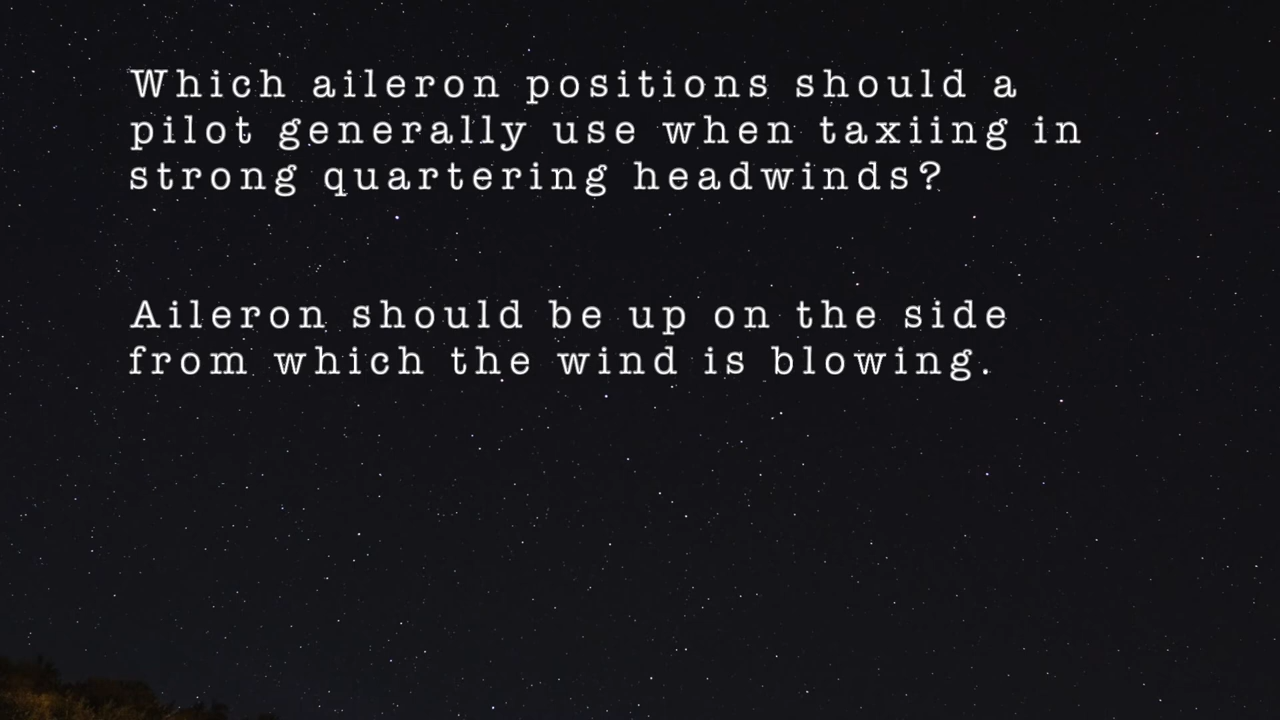 Which aileron positions should a
pilot generally use when taxiing in
strong quartering headwinds?
Aileron should be up on the side
from which the wind is blowing.